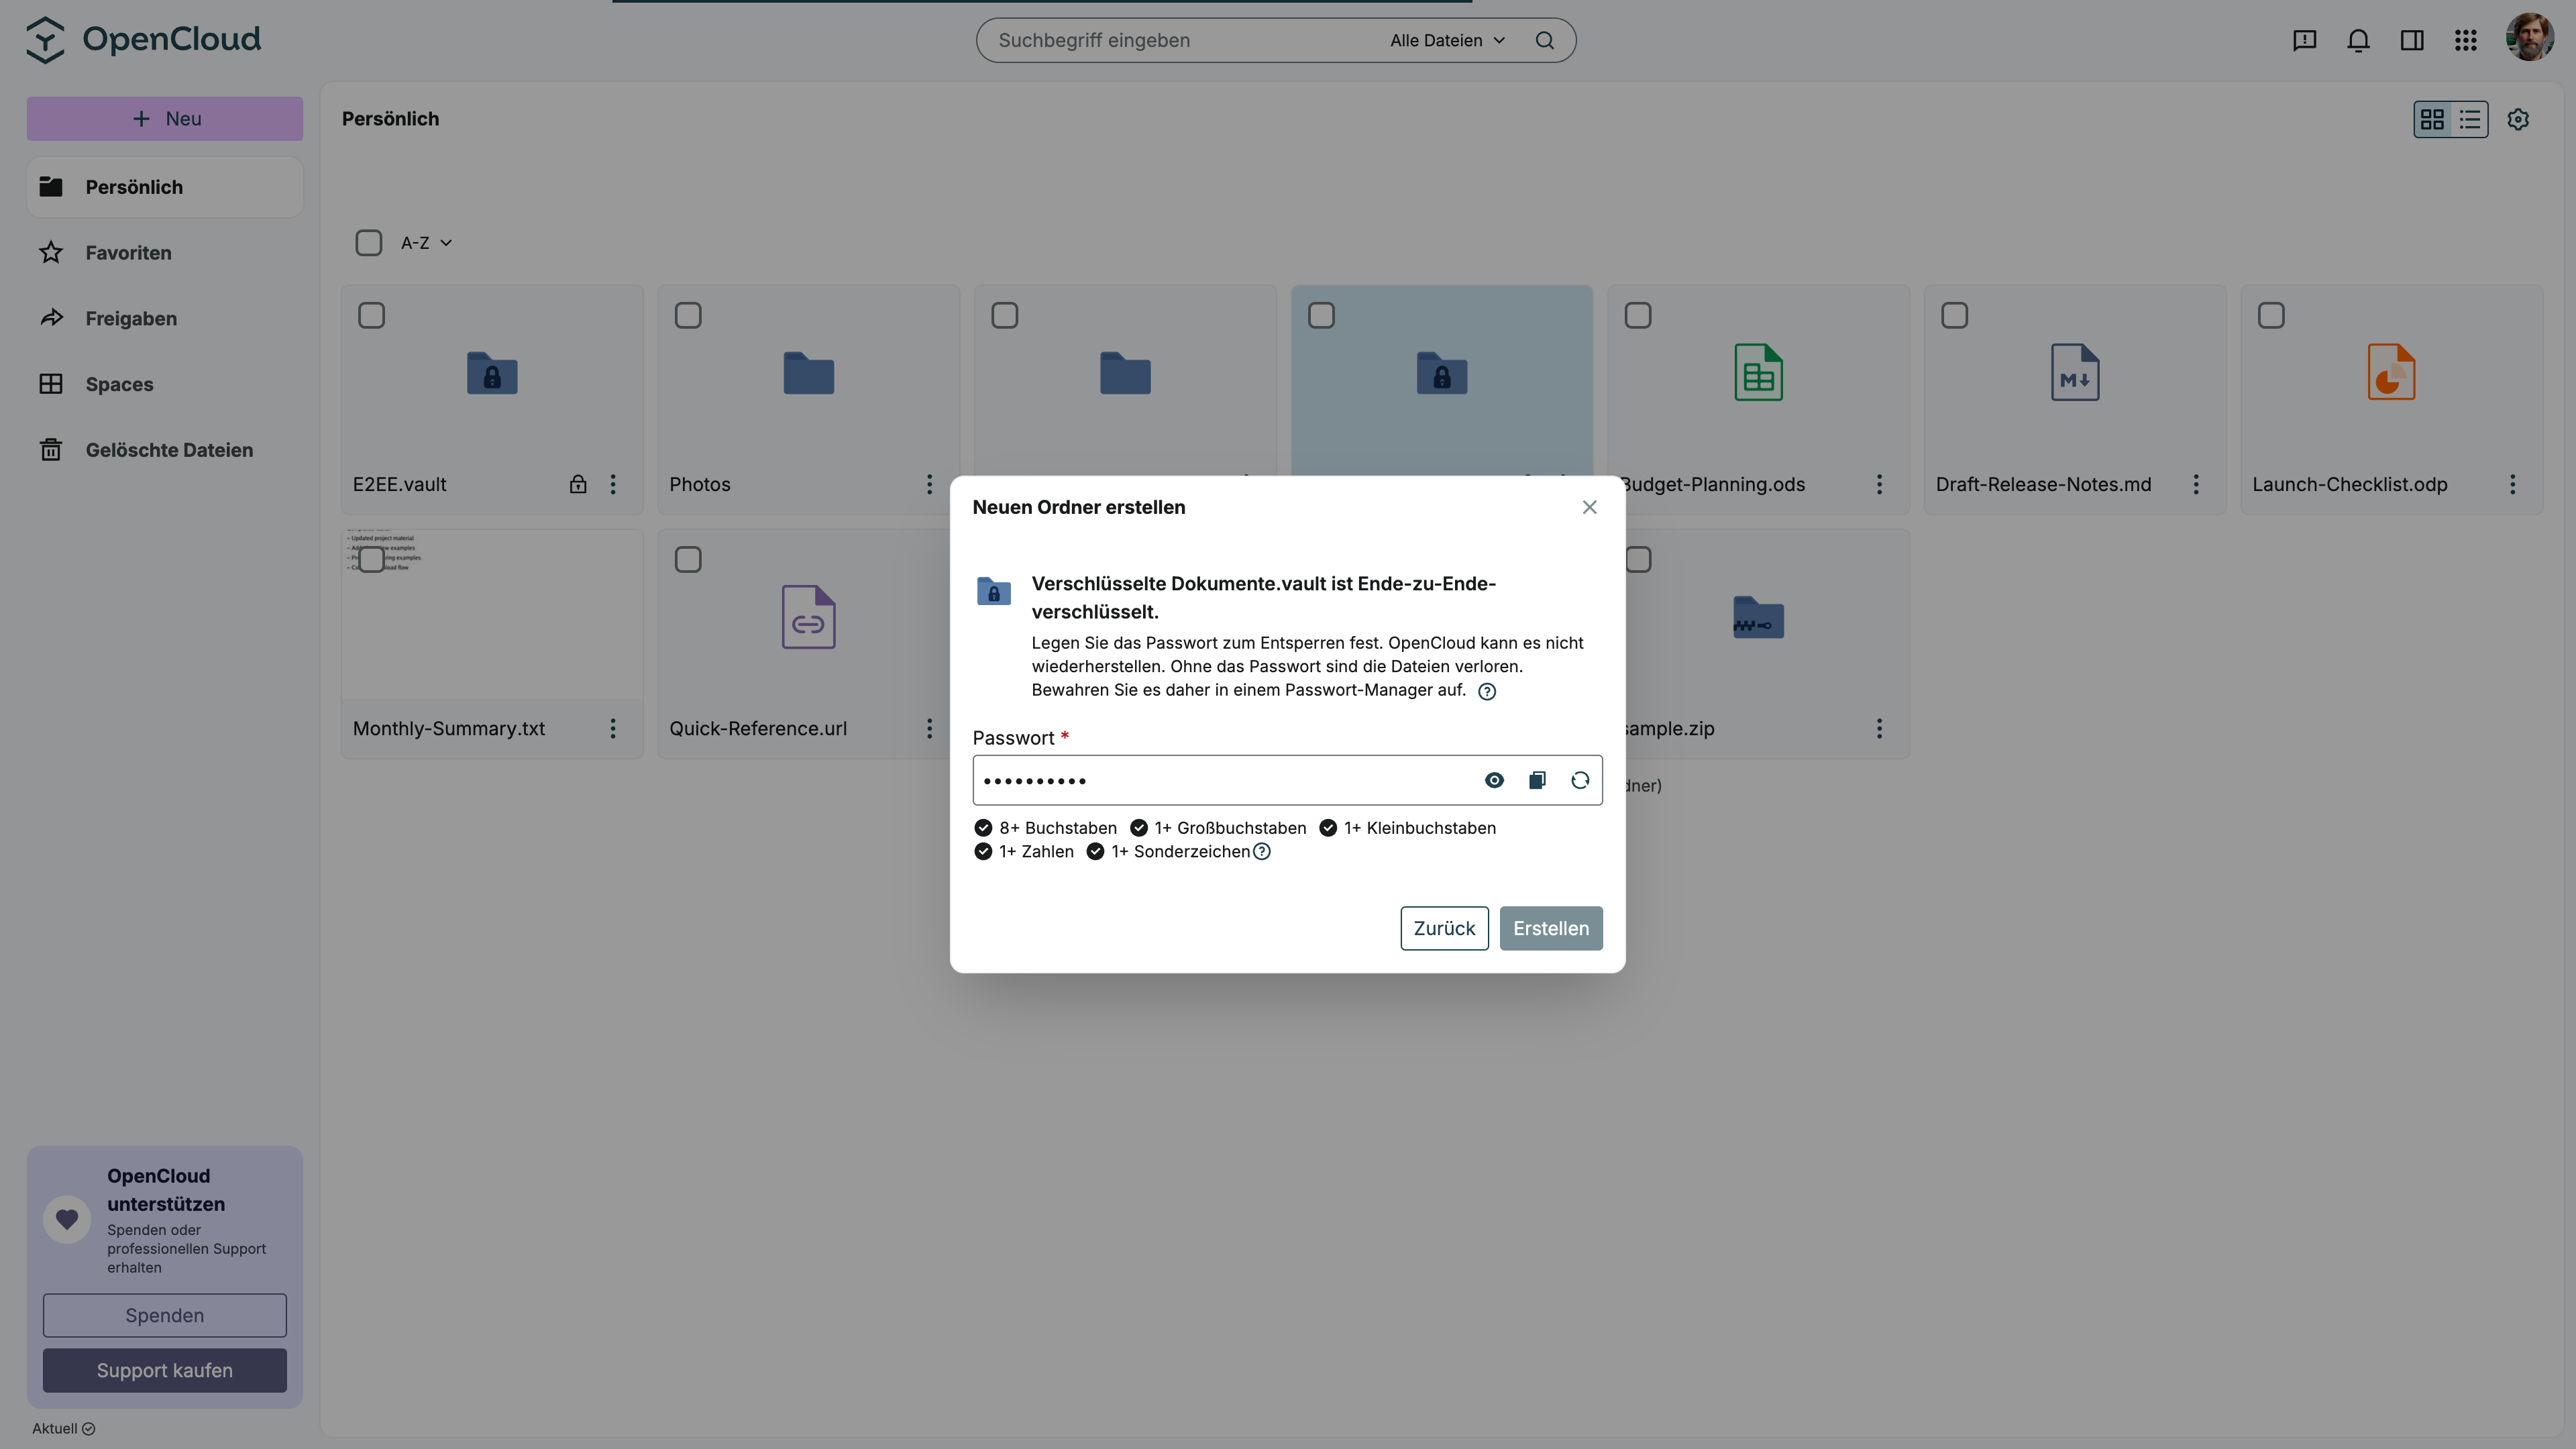 OpenCloud
Suchbegriff eingeben
Alle Dateien
Neu
Persönlich
Favoriten
Freigaben
Spaces
Gelöschte Dateien
Persönlich
A-Z
E2EE.vault
Photos
Budget-Planning.ods
Draft-Release-Notes.md
Launch-Checklist.odp
- Updated project material
Monthly-Summary.txt
Quick-Reference.url
sample.zip
dner)
Neuen Ordner erstellen
Verschlüsselte Dokumente.vault ist Ende-zu-Ende-
verschlüsselt.
Legen Sie das Passwort zum Entsperren fest. OpenCloud kann es nicht
wiederherstellen. Ohne das Passwort sind die Dateien verloren.
Bewahren Sie es daher in einem Passwort-Manager auf.
Passwort *
8+ Buchstaben 1+ Großbuchstaben 1+ Kleinbuchstaben
1+ Zahlen 1+ Sonderzeichen
Zurück
Erstellen
OpenCloud
unterstützen
Spenden oder
professionellen Support
erhalten
Spenden
Support kaufen
Aktuell